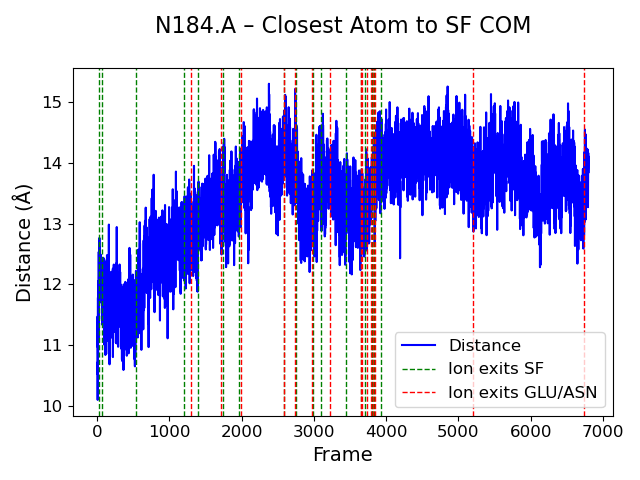 N184.A – Closest Atom to SF COM
Distance (Å)
15
14
13
12
11
10
Distance
Ion exits SF
Ion exits GLU/ASN
0 1000 2000 3000 4000 5000 6000 7000
Frame